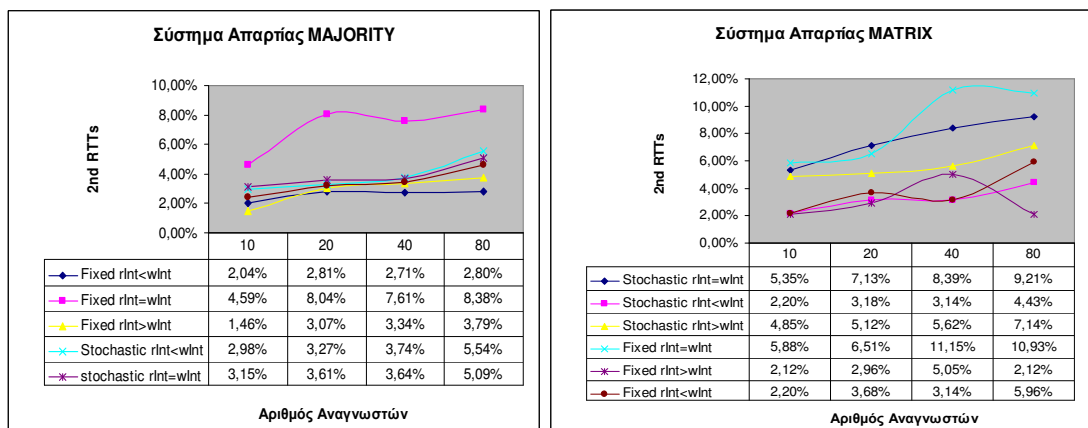 Σύστημα Απαρτίας MAJORITY
2nd RTTs
10,00%
8,00%
6,00%
4,00%
2,00%
0,00%
10 20 40 80
Fixed rInt<wInt 2,04% 2,81% 2,71% 2,80%
Fixed rInt=wInt 4,59% 8,04% 7,61% 8,38%
Fixed rInt>wInt 1,46% 3,07% 3,34% 3,79%
Stochastic rInt<wInt 2,98% 3,27% 3,74% 5,54%
stochastic rInt=wInt 3,15% 3,61% 3,64% 5,09%
Αριθμός Αναγνωστών
Σύστημα Απαρτίας MATRIX
2nd RTTs
12,00%
10,00%
8,00%
6,00%
4,00%
2,00%
0,00%
10 20 40 80
Stochastic rInt=wInt 5,35% 7,13% 8,39% 9,21%
Stochastic rInt<wInt 2,20% 3,18% 3,14% 4,43%
Stochastic rInt>wInt 4,85% 5,12% 5,62% 7,14%
Fixed rInt=wInt 5,88% 6,51% 11,15% 10,93%
Fixed rInt>wInt 2,12% 2,96% 5,05% 2,12%
Fixed rInt<wInt 2,20% 3,68% 3,14% 5,96%
Αριθμός Αναγνωστών